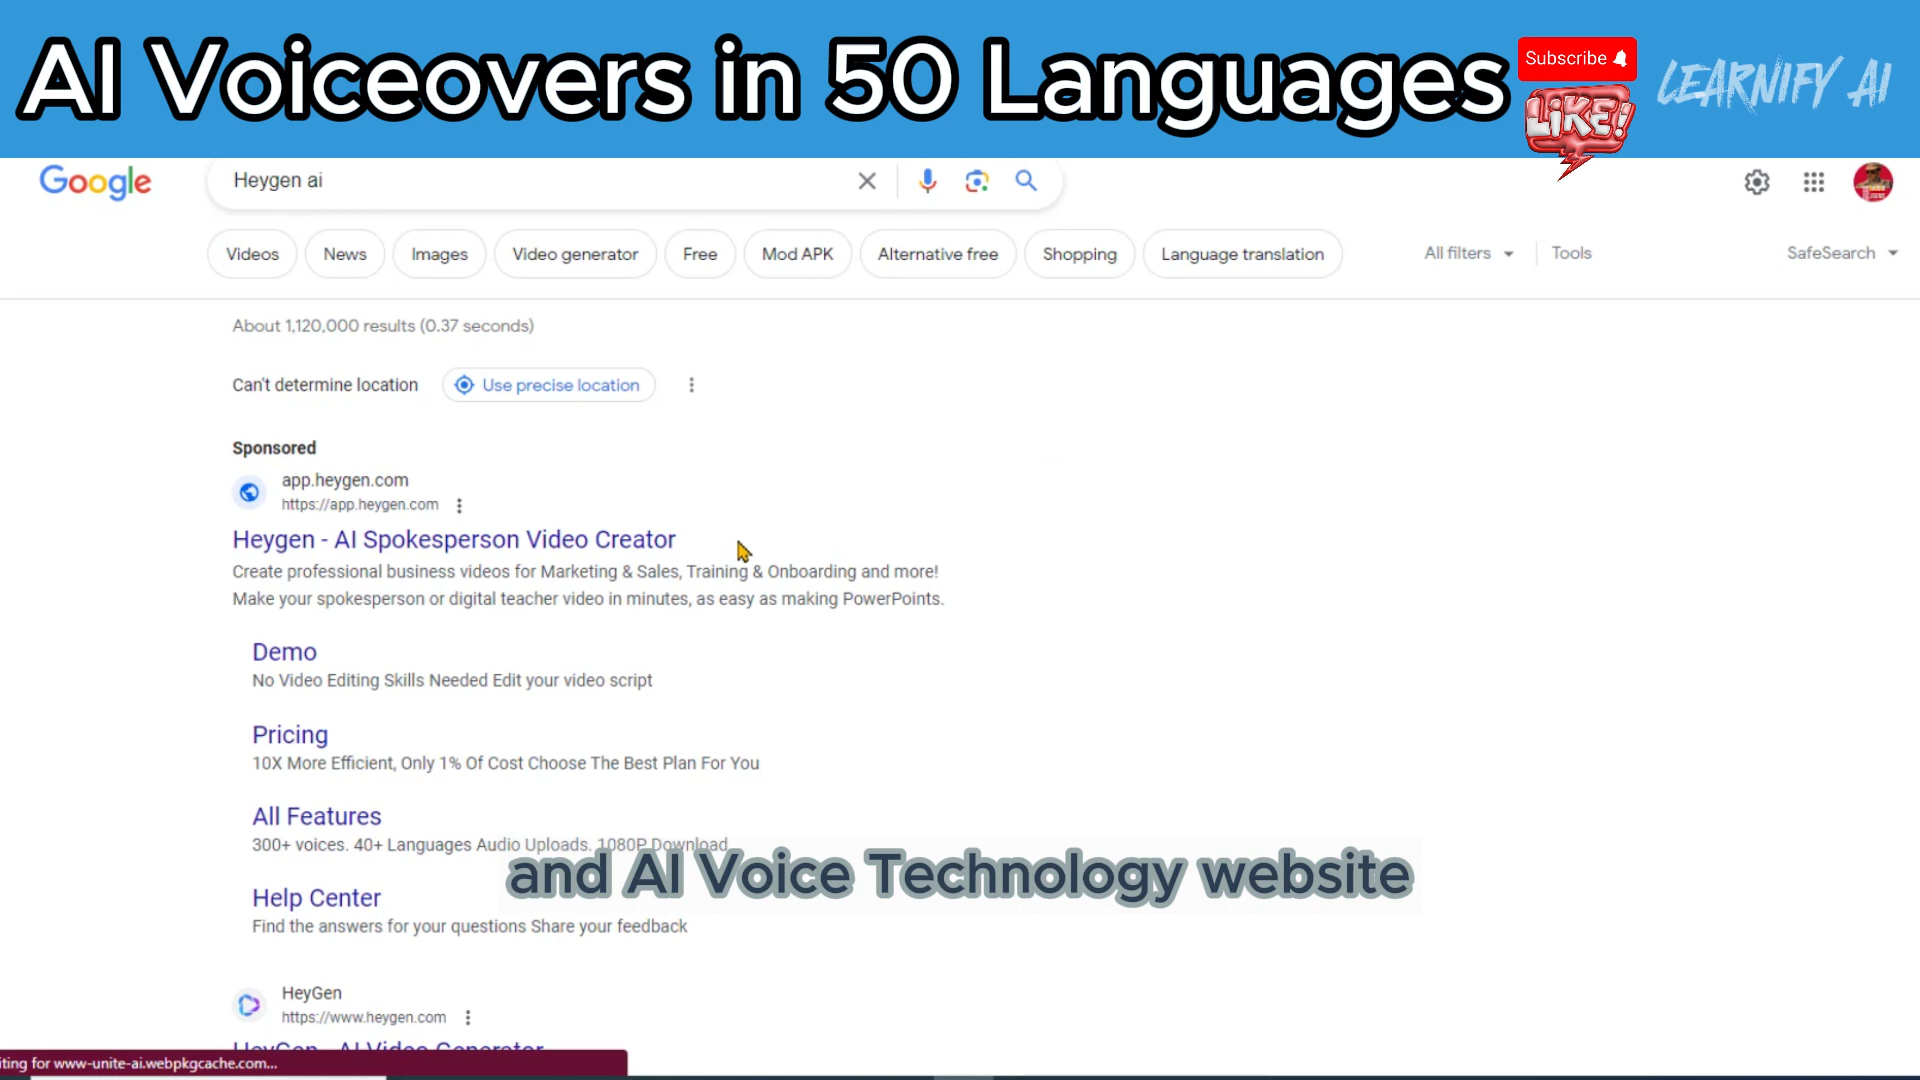 AI Voiceovers in 50 Languages
Subscribe
LIKE!
LEARNIFY AI
Google
Heygen ai
Videos
News
Images
Video generator
Free
Mod APK
Alternative free
Shopping
Language translation
All filters
Tools
SafeSearch
About 1,120,000 results (0.37 seconds)
Can't determine location
Use precise location
Sponsored
app.heygen.com
https://app.heygen.com
Heygen - AI Spokesperson Video Creator
Create professional business videos for Marketing & Sales, Training & Onboarding and more!
Make your spokesperson or digital teacher video in minutes, as easy as making PowerPoints.
Demo
No Video Editing Skills Needed Edit your video script
Pricing
10X More Efficient, Only 1% Of Cost Choose The Best Plan For You
All Features
300+ voices. 40+ Languages Audio Uploads. 1080P Download
and AI Voice Technology website
Help Center
Find the answers for your questions Share your feedback
HeyGen
https://www.heygen.com
HeyGen - AI Video Generator
iting for www-unite-ai.webpkgcache.com...